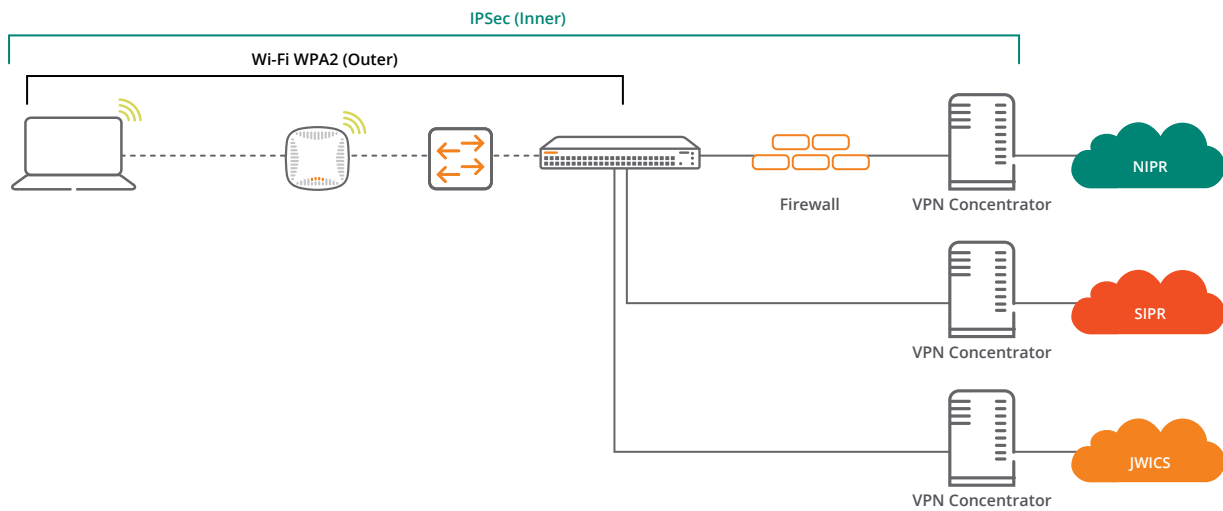 IPSec (Inner)
Wi-Fi WPA2 (Outer)
NIPR
Firewall
VPN Concentrator
SIPR
VPN Concentrator
JWICS
VPN Concentrator